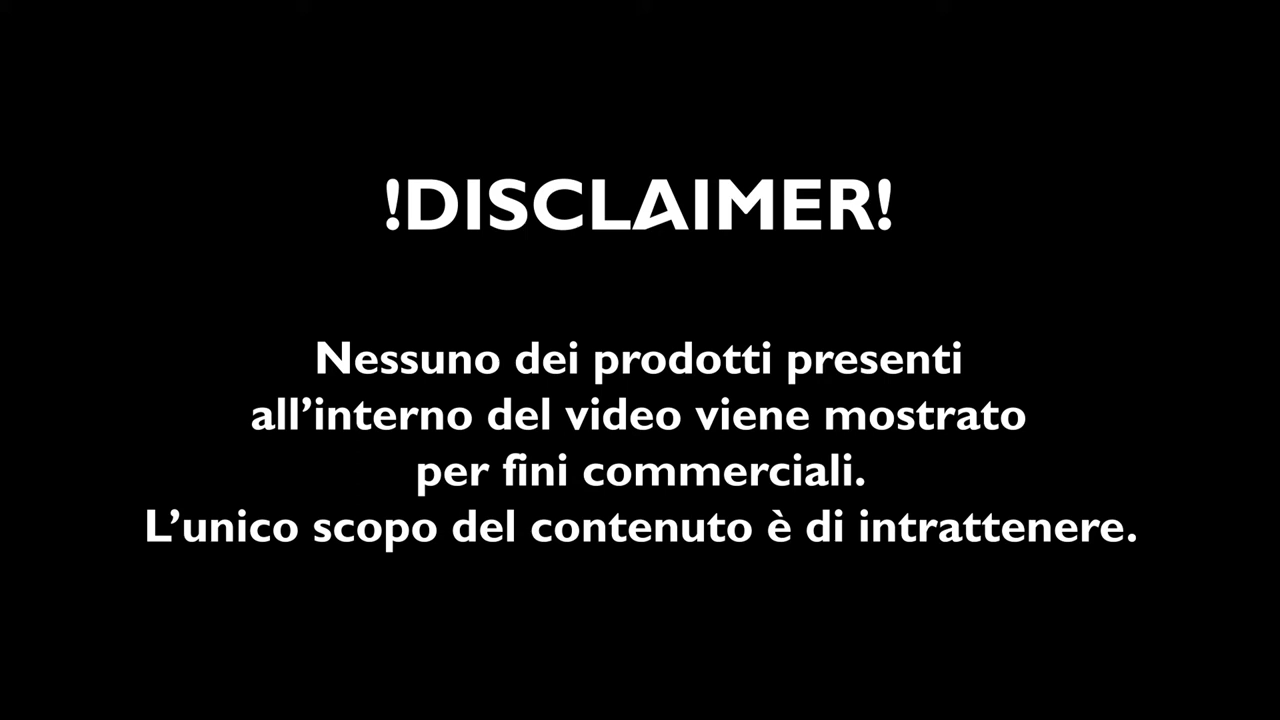 !DISCLAIMER!
Nessuno dei prodotti presenti
all’interno del video viene mostrato
per fini commerciali.
L’unico scopo del contenuto è di intrattenere.